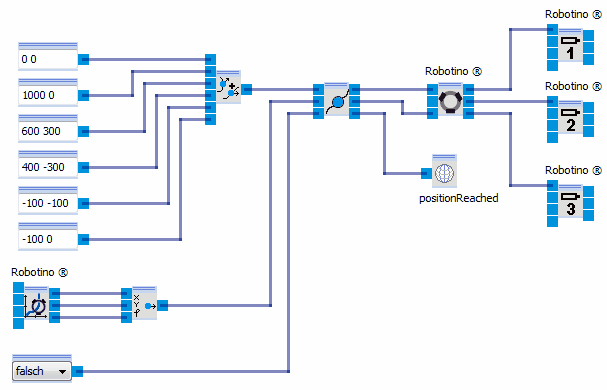 Robotino ®
1
0 0
Robotino ®
1000 0
Robotino ®
2
600 300
400 -300
Robotino ®
3
positionReached
-100 -100
-100 0
Robotino ®
x
y
φ
falsch